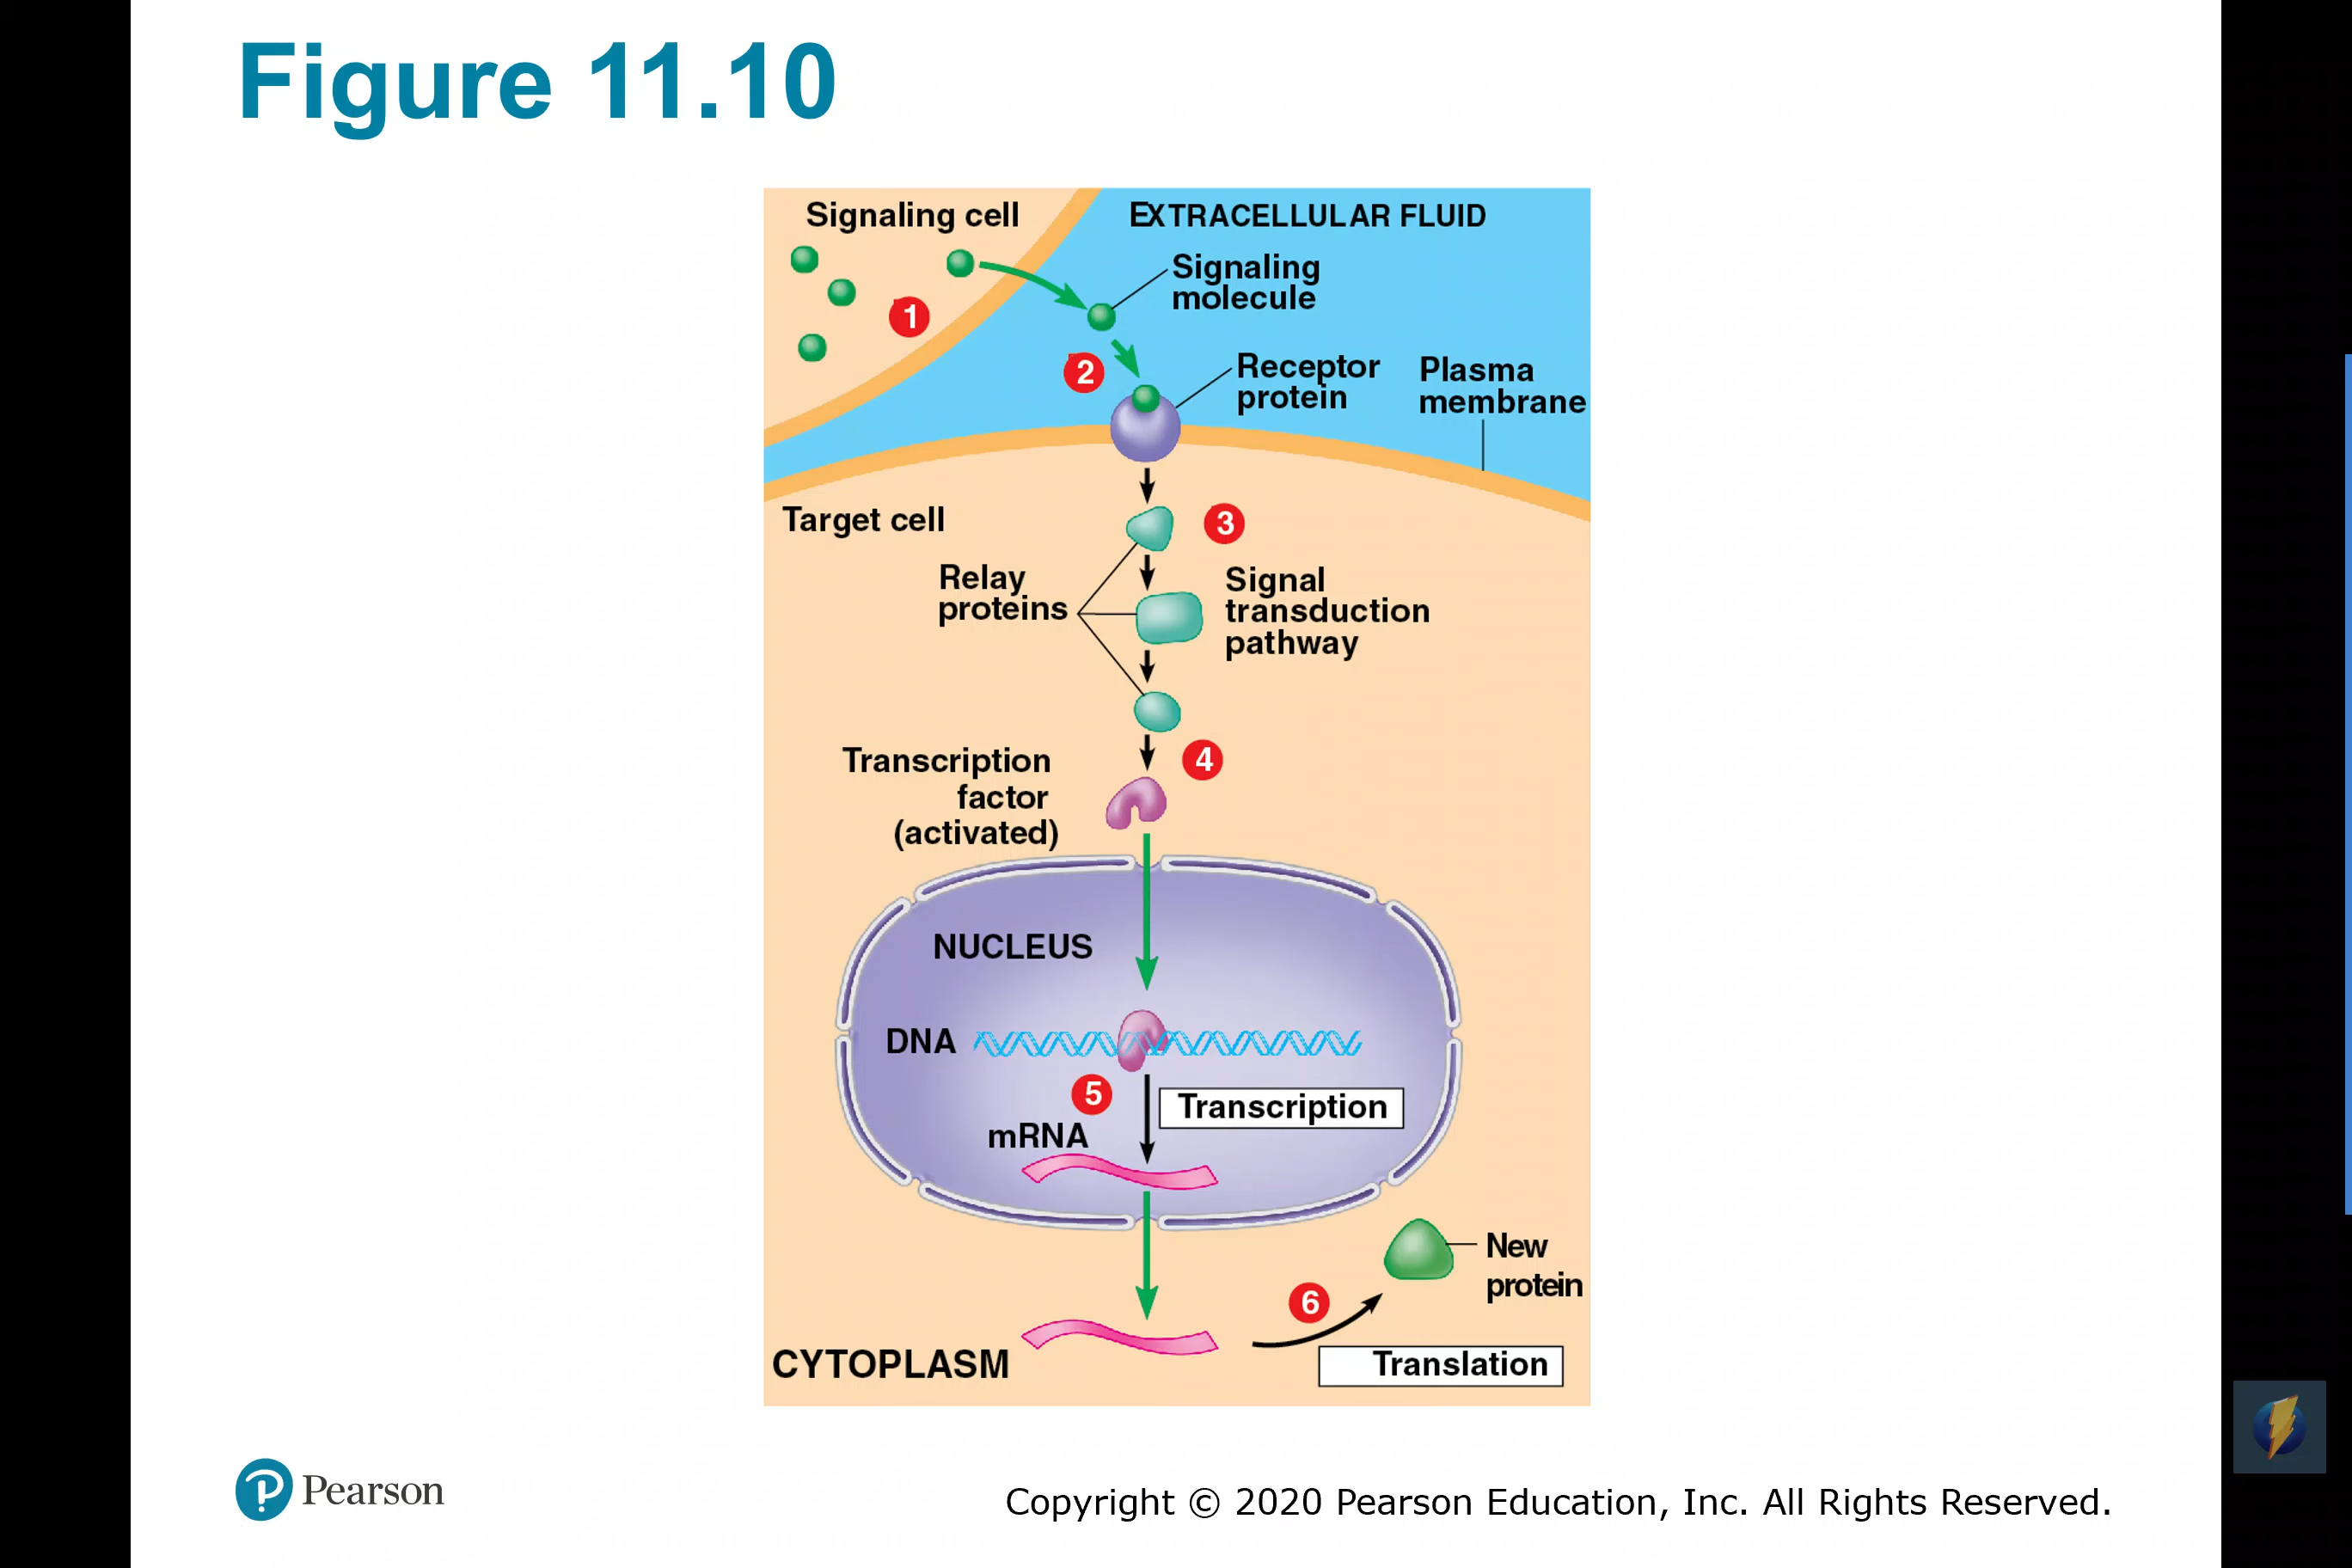 Figure 11.10
Signaling cell
EXTRACELLULAR FLUID
Signaling
molecule
1
2
Receptor
protein
Plasma
membrane
Target cell
3
Relay
proteins
Signal
transduction
pathway
4
Transcription
factor
(activated)
NUCLEUS
DNA
5
Transcription
mRNA
New
protein
6
CYTOPLASM
Translation
Pearson
Copyright © 2020 Pearson Education, Inc. All Rights Reserved.